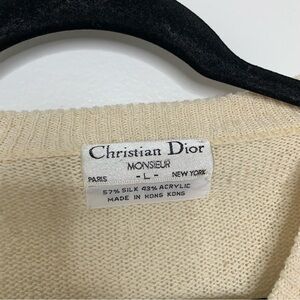 Christian Dior
MONSIEUR
PARIS - L - NEW YORK
57% SILK 43% ACRYLIC
MADE IN HONG KONG